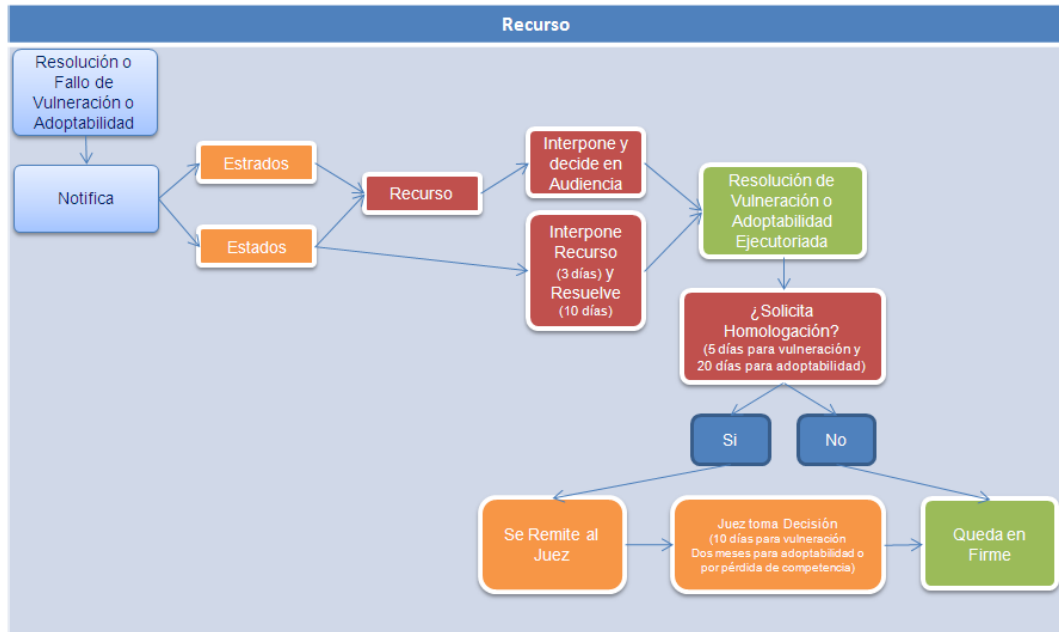 Recurso
Resolución o
Fallo de
Vulneración o
Adoptabilidad
Notifica
Estrados
Estados
Recurso
Interpone y
decide en
Audiencia
Interpone
Recurso
(3 días) y
Resuelve
(10 días)
Resolución de
Vulneración o
Adoptabilidad
Ejecutoriada
¿Solicita
Homologación?
(5 días para vulneración y
20 días para adoptabilidad)
Si
No
Se Remite al
Juez
Juez toma Decisión
(10 días para vulneración
Dos meses para adoptabilidad o
por pérdida de competencia)
Queda en
Firme